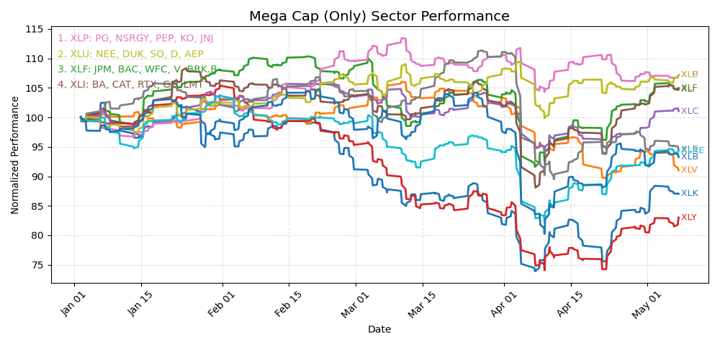 Mega Cap (Only) Sector Performance
1. XLP: PG, NSRGY, PEP, KO, JNJ
2. XLU: NEE, DUK, SO, D, AEP
3. XLF: JPM, BAC, WFC, V, BRK.B
4. XLI: BA, CAT, RTX, GE, LMT
Normalized Performance
115
110
105
100
95
90
85
80
75
XLF
XLC
XLB
XLV
XLK
XLY
Jan 01
Jan 15
Feb 01
Feb 15
Mar 01
Mar 15
Apr 01
Apr 15
May 01
Date